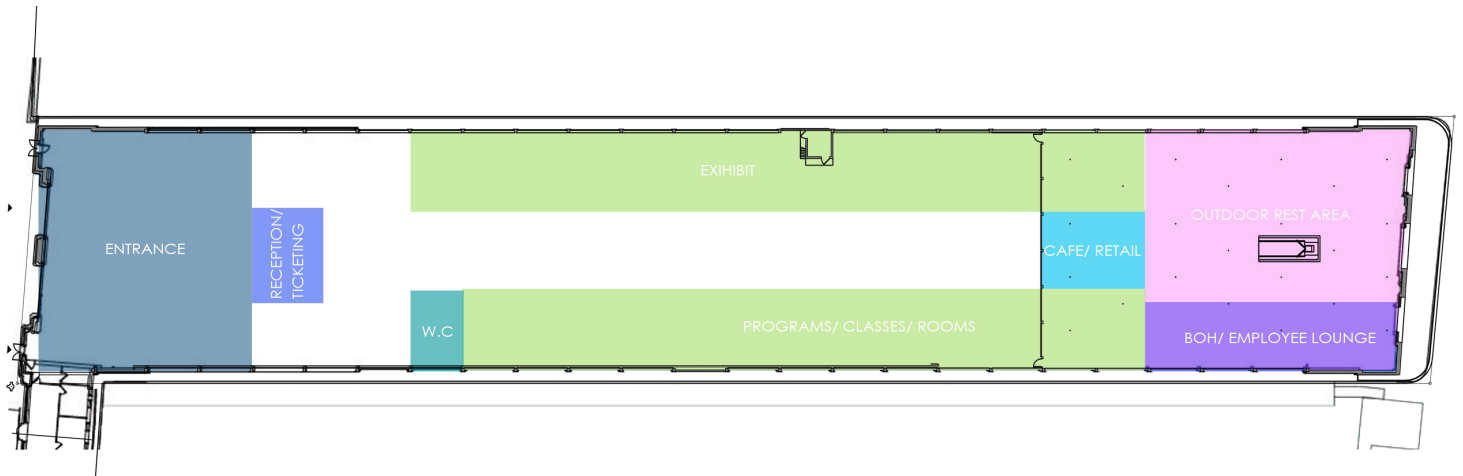 EXIHIBIT
OUTDOOR REST AREA
ENTRANCE
RECEPTION/
TICKETING
CAFE/ RETAIL
W.C
PROGRAMS/ CLASSES/ ROOMS
BOH/ EMPLOYEE LOUNGE